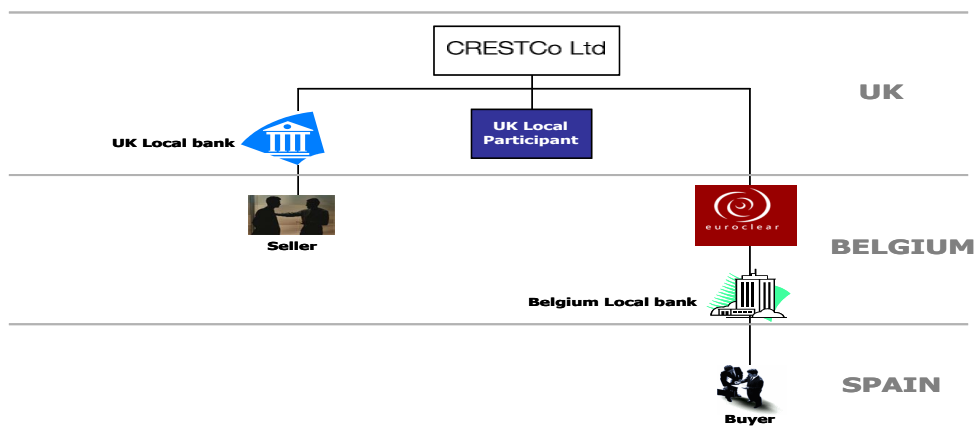 CRESTCo Ltd
UK
UK Local bank
UK Local
Participant
euroclear
Seller
BELGIUM
Belgium Local bank
SPAIN
Buyer